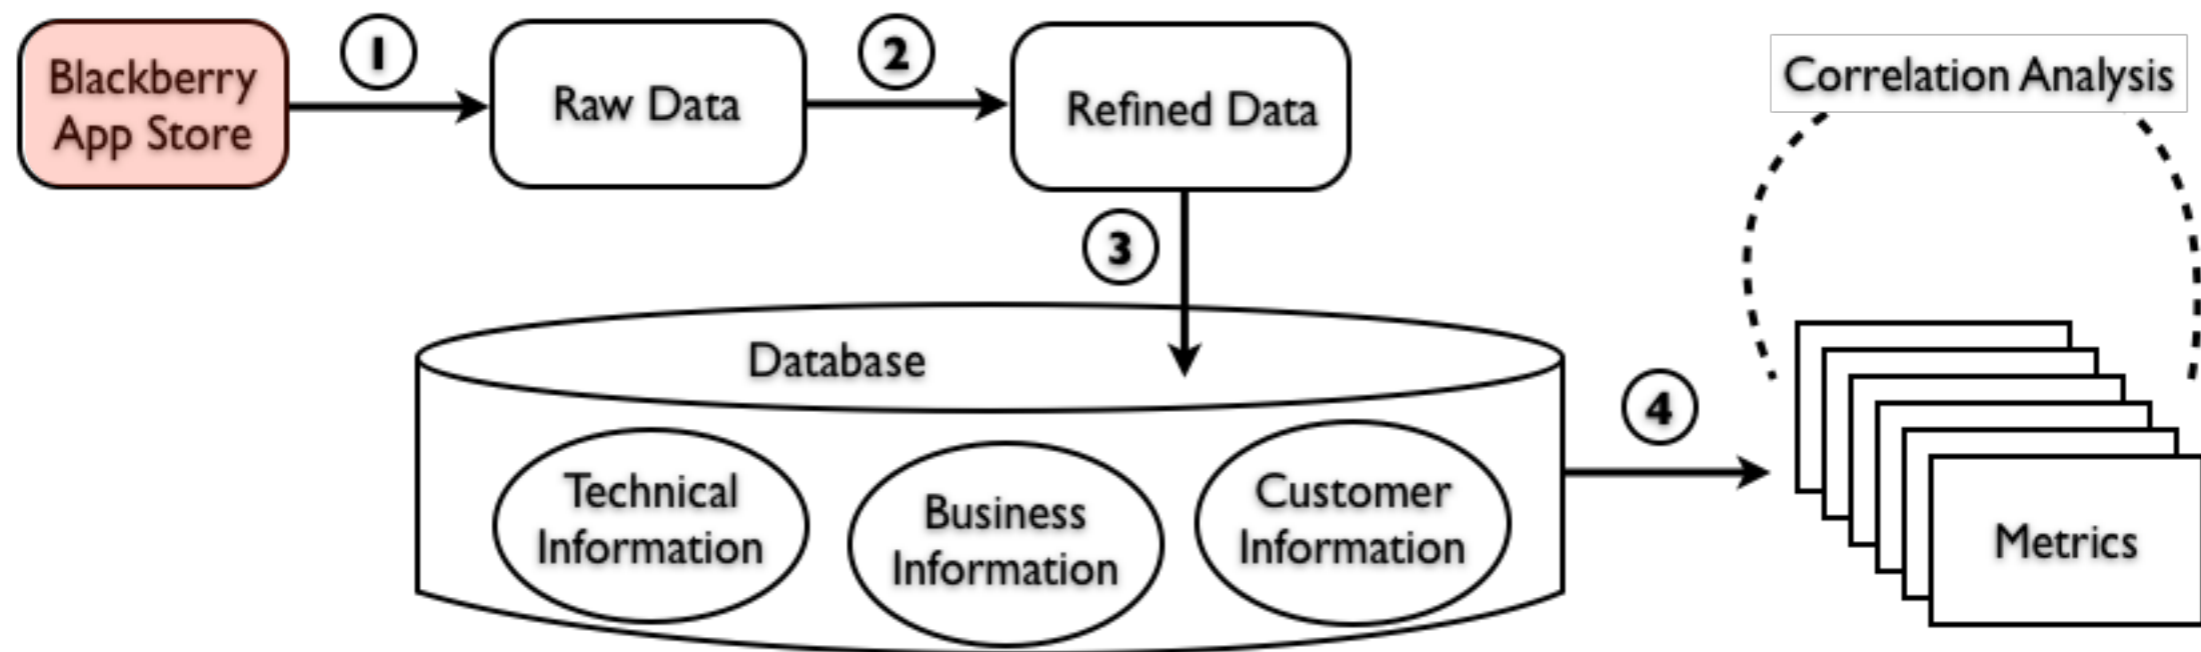 Blackberry
App Store
1
Raw Data
2
Refined Data
Correlation Analysis
3
Database
4
Technical
Information
Business
Information
Customer
Information
Metrics